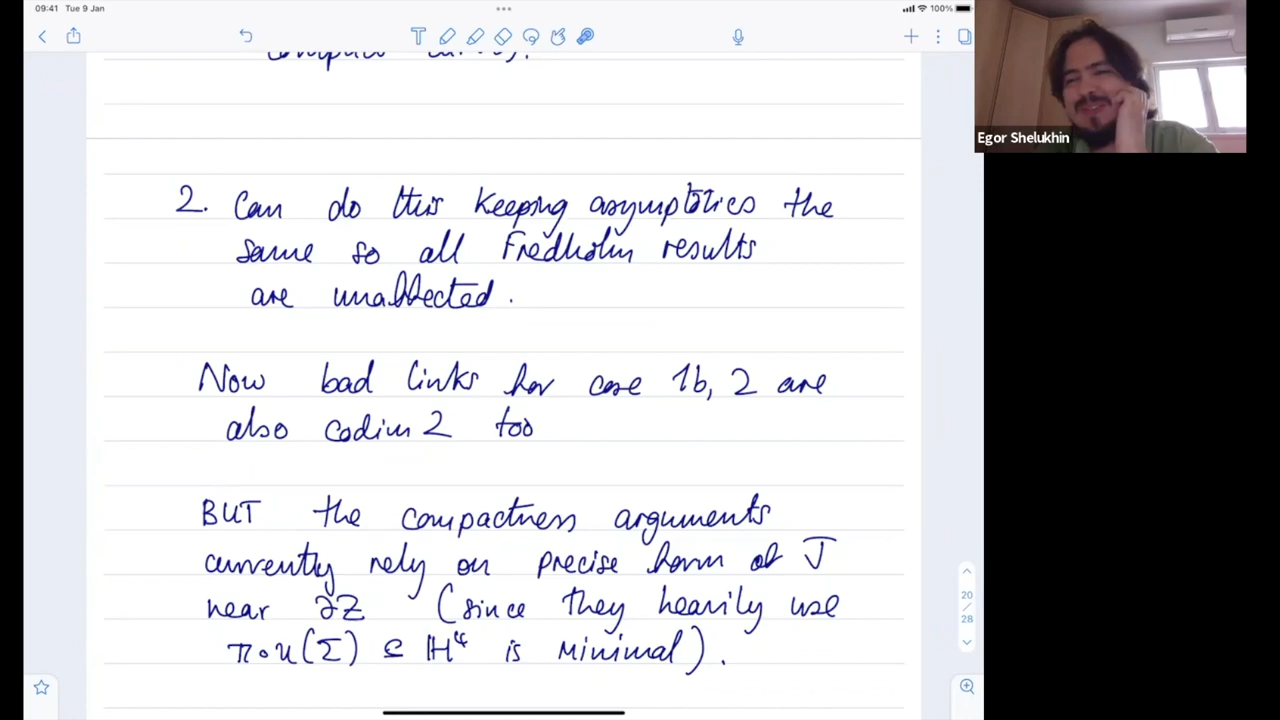 09:41 Tue 9 Jan
100%
Egor Shelukhin
2. Can do this keeping asymptotics the
same so all Fredholm results
are unaffected.
Now bad links for case 1b, 2 are
also codim 2 too
BUT the compactness arguments
currently rely on precise form of J
near ∂Z (since they heavily use
π∘u(Σ) ⊆ ℍ⁴ is minimal).
20
/
28